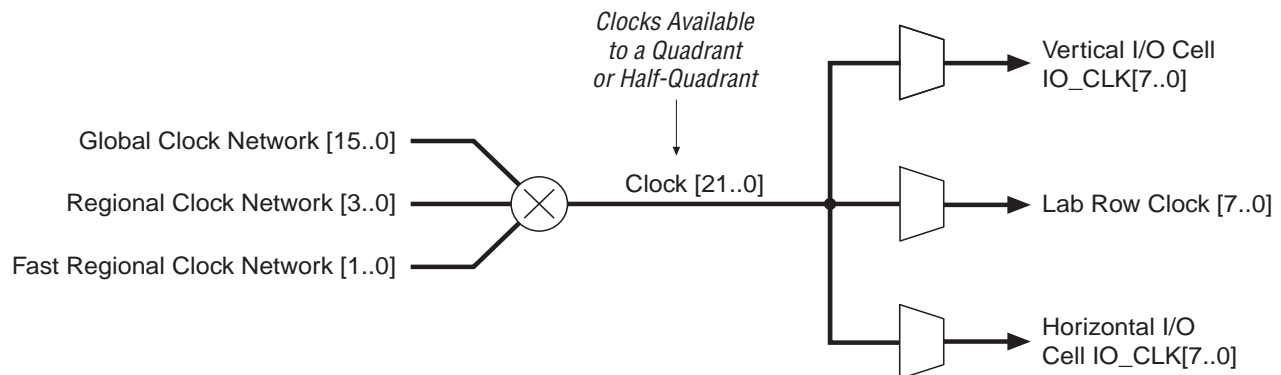 Clocks Available
to a Quadrant
or Half-Quadrant
Vertical I/O Cell
IO_CLK[7..0]
Global Clock Network [15..0]
Regional Clock Network [3..0]
Clock [21..0]
Lab Row Clock [7..0]
Fast Regional Clock Network [1..0]
Horizontal I/O
Cell IO_CLK[7..0]